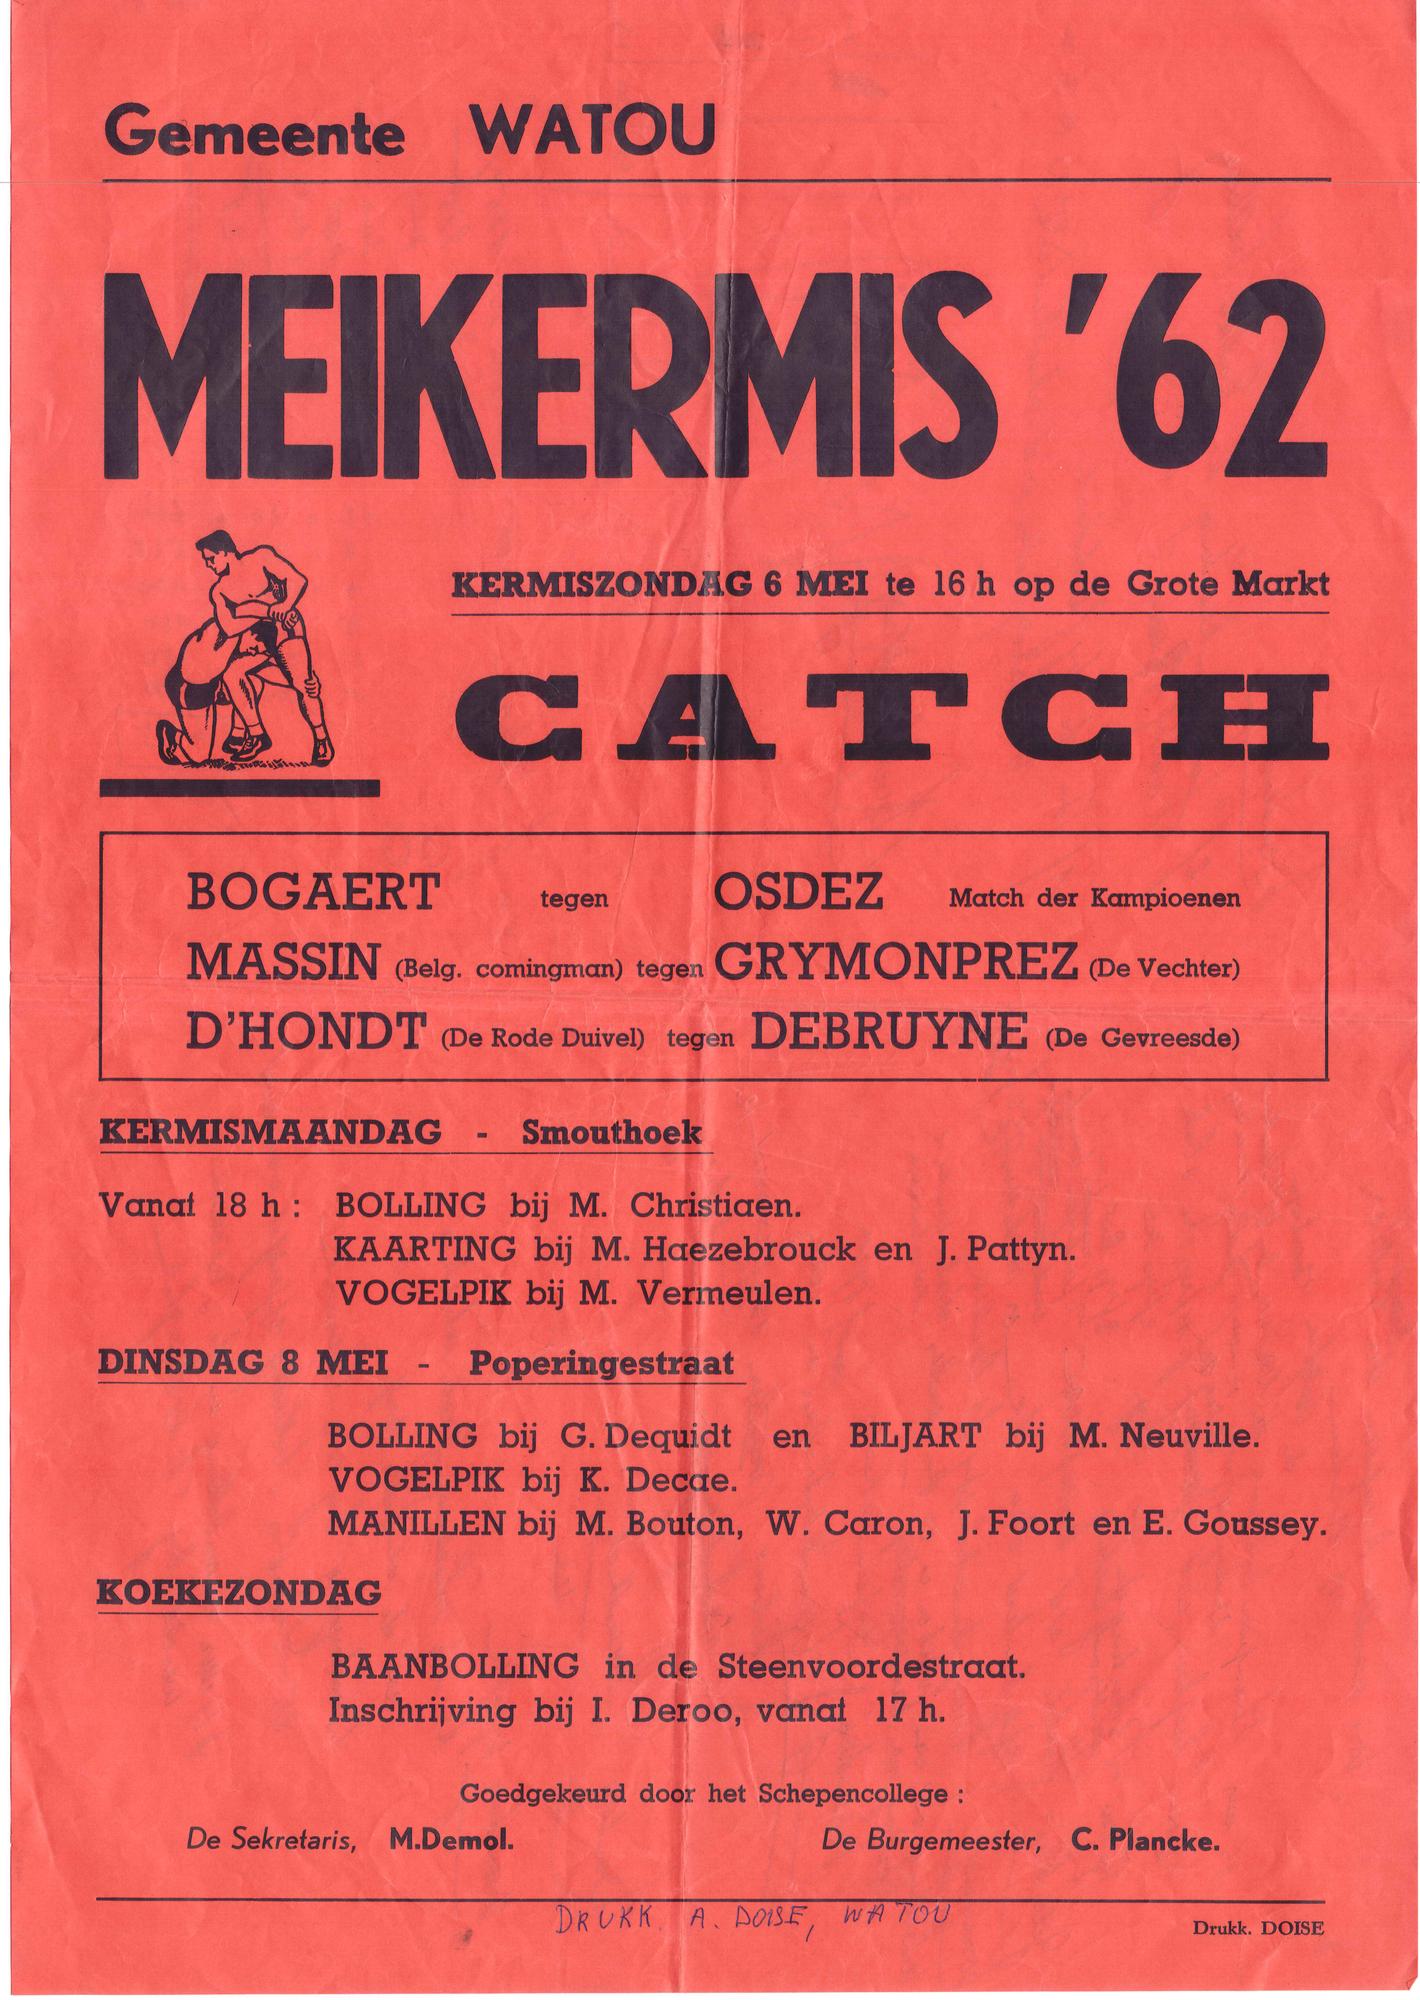 Gemeente WATOU
MEIKERMIS '62
KERMISZONDAG 6 MEI te 16 h op de Grote Markt
CATCH
BOGAERT tegen OSDEZ Match der Kampioenen
MASSIN (Belg. comingman) tegen GRYMONPREZ (De Vechter)
D'HONDT (De Rode Duivel) tegen DEBRUYNE (De Gevreesde)
KERMISMAANDAG - Smouthoek
Vanaf 18 h : BOLLING bij M. Christiaen.
KAARTING bij M. Haezebrouck en J. Pattyn.
VOGELPIK bij M. Vermeulen.
DINSDAG 8 MEI - Poperingestraat
BOLLING bij G. Dequidt en BILJART bij M. Neuville.
VOGELPIK bij K. Decae.
MANILLEN bij M. Bouton, W. Caron, J. Foort en E. Goussey.
KOEKEZONDAG
BAANBOLLING in de Steenvoordestraat.
Inschrijving bij I. Deroo, vanaf 17 h.
Goedgekeurd door het Schepencollege :
De Sekretaris, M.Demol. De Burgemeester, C. Plancke.
DRUKK. A. DOISE, WATOU
Drukk. DOISE